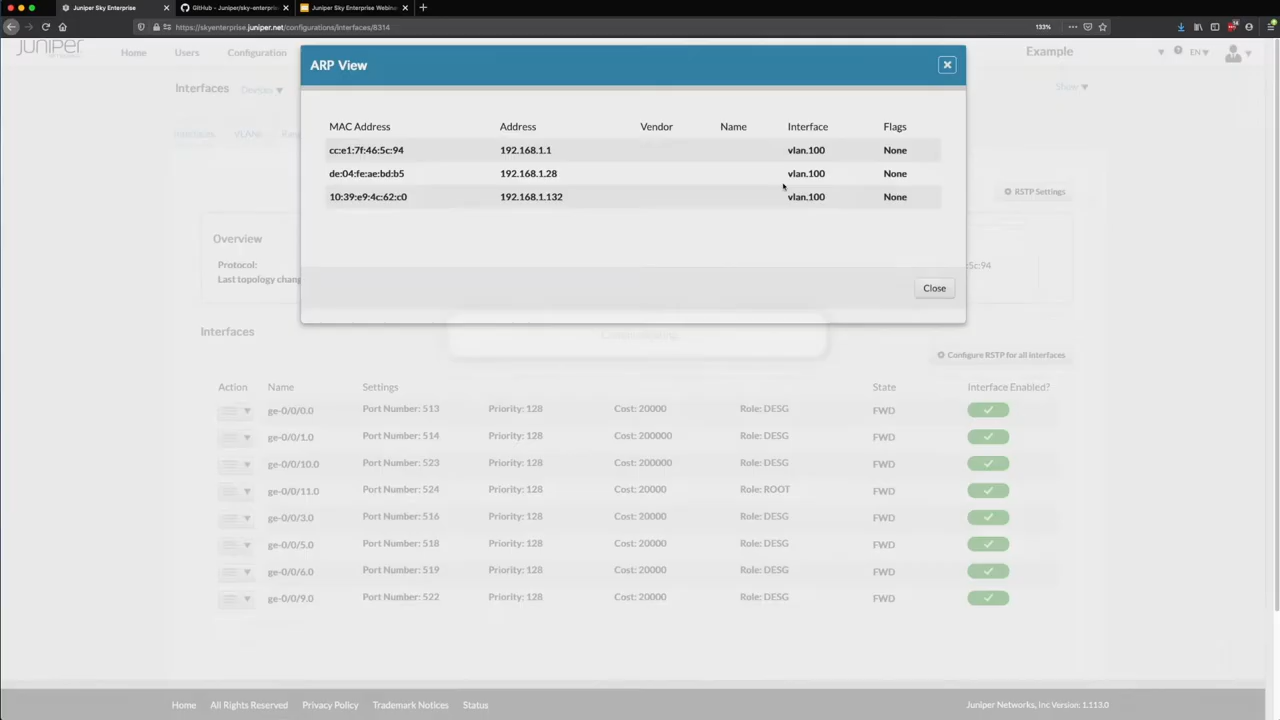 Juniper Sky Enterprise
GitHub - Juniper/sky-enterpris
Juniper Sky Enterprise Webinar
https://skyenterprise.juniper.net/configurations/interfaces/8314
133%
JUNIPEr
Home
Users
Configuration
Example
EN
ARP View
Interfaces
Devices
Show
Interfaces
VLANs
MAC Address Address Vendor Name Interface Flags
cc:e1:7f:46:5c:94 192.168.1.1 vlan.100 None
de:04:fe:ae:bd:b5 192.168.1.28 vlan.100 None
10:39:e9:4c:62:c0 192.168.1.132 vlan.100 None
RSTP Settings
Overview
Protocol:
5c:94
Last topology chang
Close
Interfaces
Configure RSTP for all interfaces
Action Name Settings State Interface Enabled?
ge-0/0/0.0 Port Number: 513 Priority: 128 Cost: 20000 Role: DESG FWD
ge-0/0/1.0 Port Number: 514 Priority: 128 Cost: 200000 Role: DESG FWD
ge-0/0/10.0 Port Number: 523 Priority: 128 Cost: 200000 Role: DESG FWD
ge-0/0/11.0 Port Number: 524 Priority: 128 Cost: 20000 Role: ROOT FWD
ge-0/0/3.0 Port Number: 516 Priority: 128 Cost: 20000 Role: DESG FWD
ge-0/0/5.0 Port Number: 518 Priority: 128 Cost: 20000 Role: DESG FWD
ge-0/0/6.0 Port Number: 519 Priority: 128 Cost: 20000 Role: DESG FWD
ge-0/0/9.0 Port Number: 522 Priority: 128 Cost: 20000 Role: DESG FWD
Home All Rights Reserved Privacy Policy Trademark Notices Status
Juniper Networks, Inc Version: 1.113.0